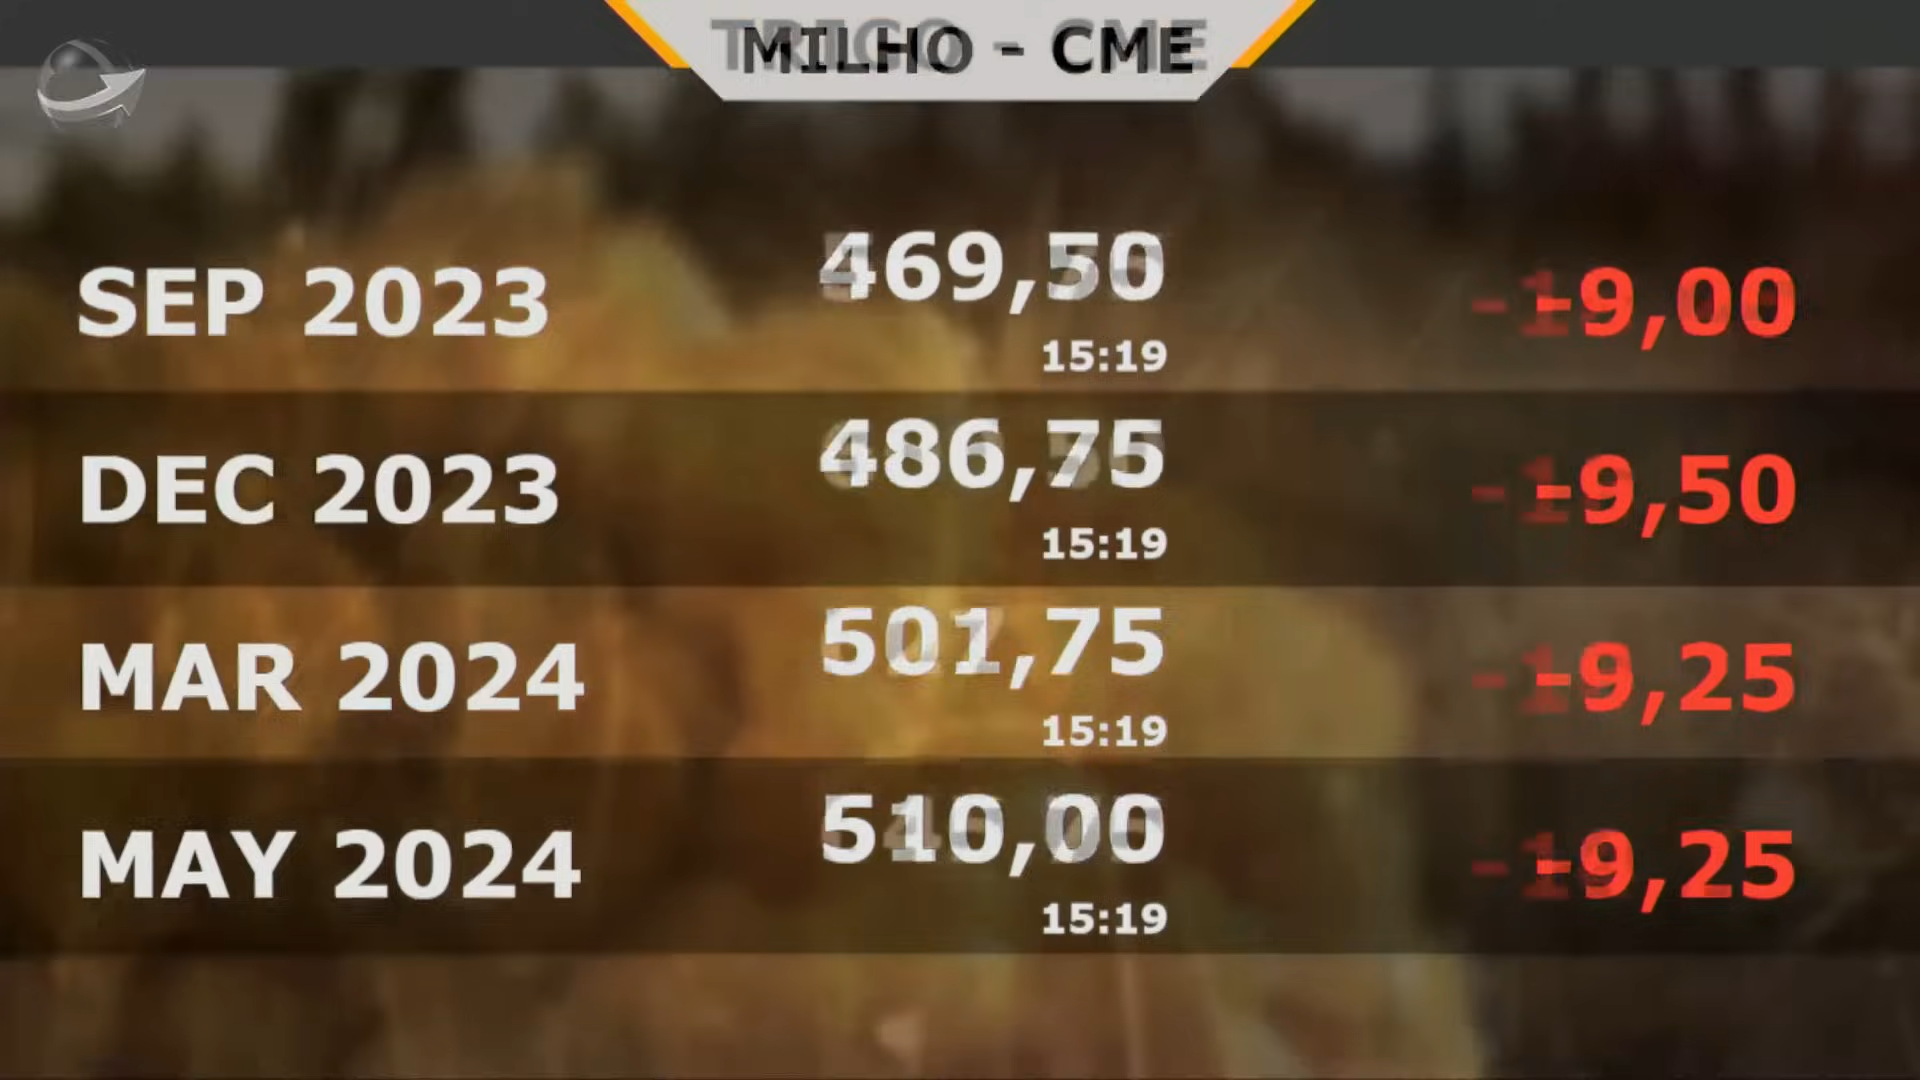 MILHO - CME
SEP 2023 469,50 -9,00
15:19
DEC 2023 486,75 -9,50
15:19
MAR 2024 501,75 -9,25
15:19
MAY 2024 510,00 -9,25
15:19